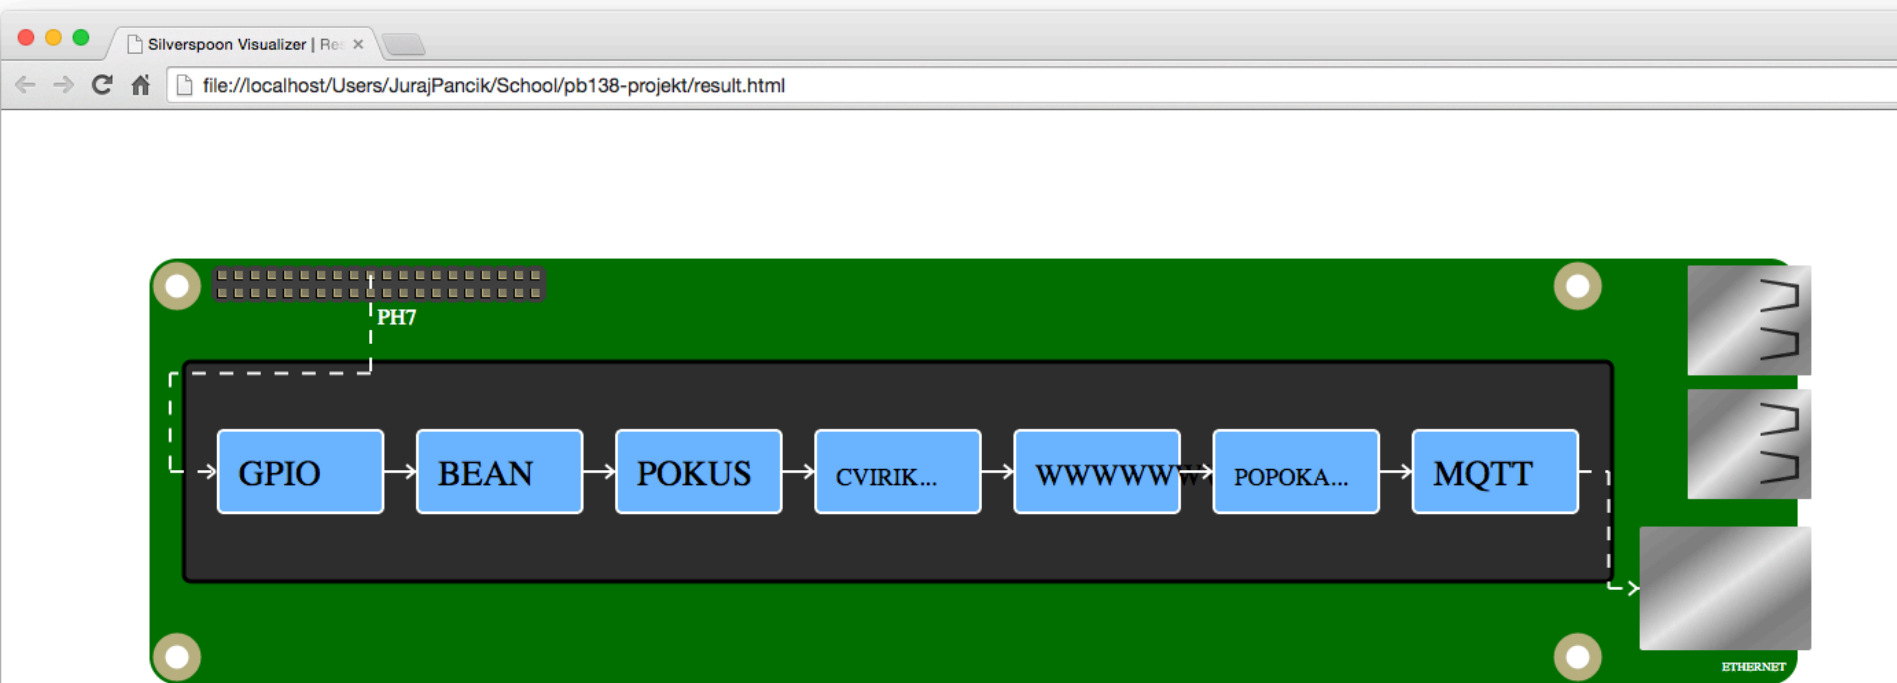 Silverspoon Visualizer | Res
file://localhost/Users/JurajPancik/School/pb138-projekt/result.html
PH7
GPIO
BEAN
POKUS
CVIRIK...
WWWWWW
POPOKA...
MQTT
ETHERNET